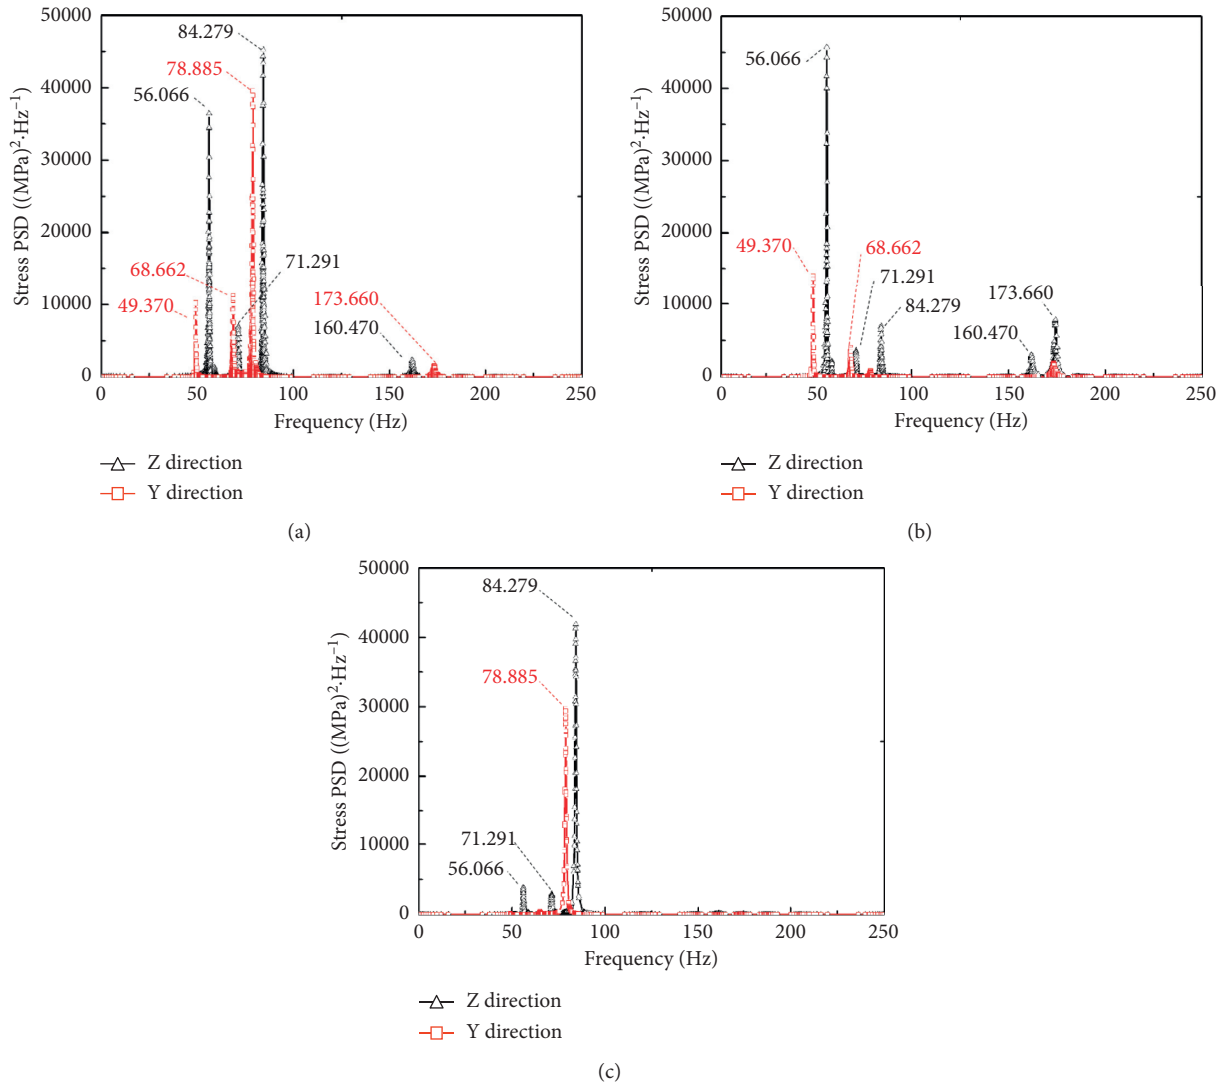 50000
40000
30000
20000
10000
0
Stress PSD ((MPa)²·Hz⁻¹)
84.279
78.885
56.066
68.662
49.370
71.291
173.660
160.470
0 50 100 150 200 250
Frequency (Hz)
Z direction
Y direction
(a)
50000
40000
30000
20000
10000
0
Stress PSD ((MPa)²·Hz⁻¹)
56.066
49.370
68.662
71.291
84.279
173.660
160.470
0 50 100 150 200 250
Frequency (Hz)
Z direction
Y direction
(b)
50000
40000
30000
20000
10000
0
Stress PSD ((MPa)²·Hz⁻¹)
84.279
78.885
71.291
56.066
0 50 100 150 200 250
Frequency (Hz)
Z direction
Y direction
(c)